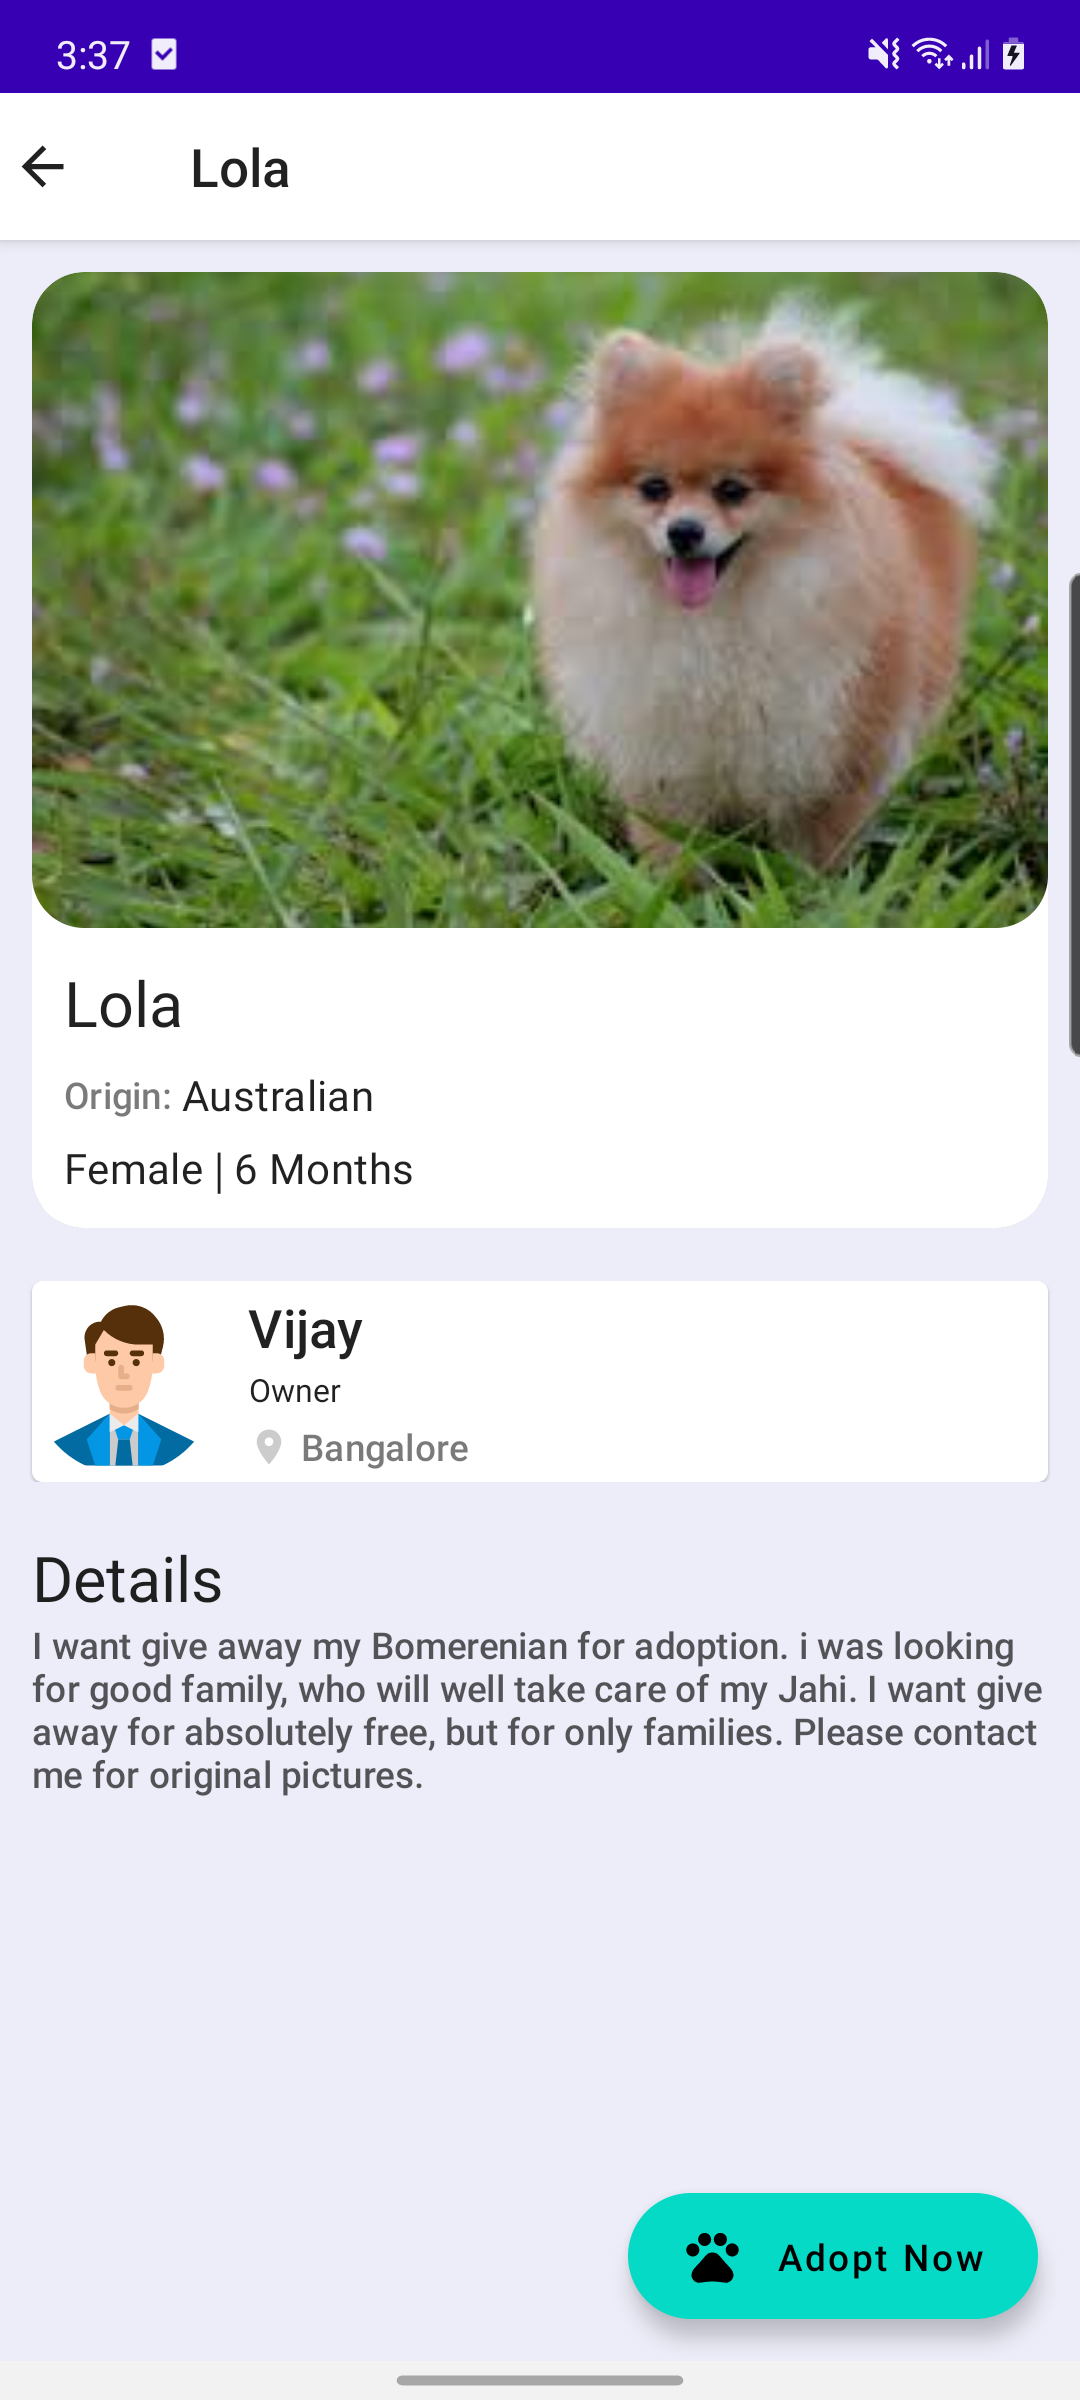 3:37
Lola
Lola
Origin: Australian
Female | 6 Months
Vijay
Owner
Bangalore
Details
I want give away my Bomerenian for adoption. i was looking
for good family, who will well take care of my Jahi. I want give
away for absolutely free, but for only families. Please contact
me for original pictures.
Adopt Now